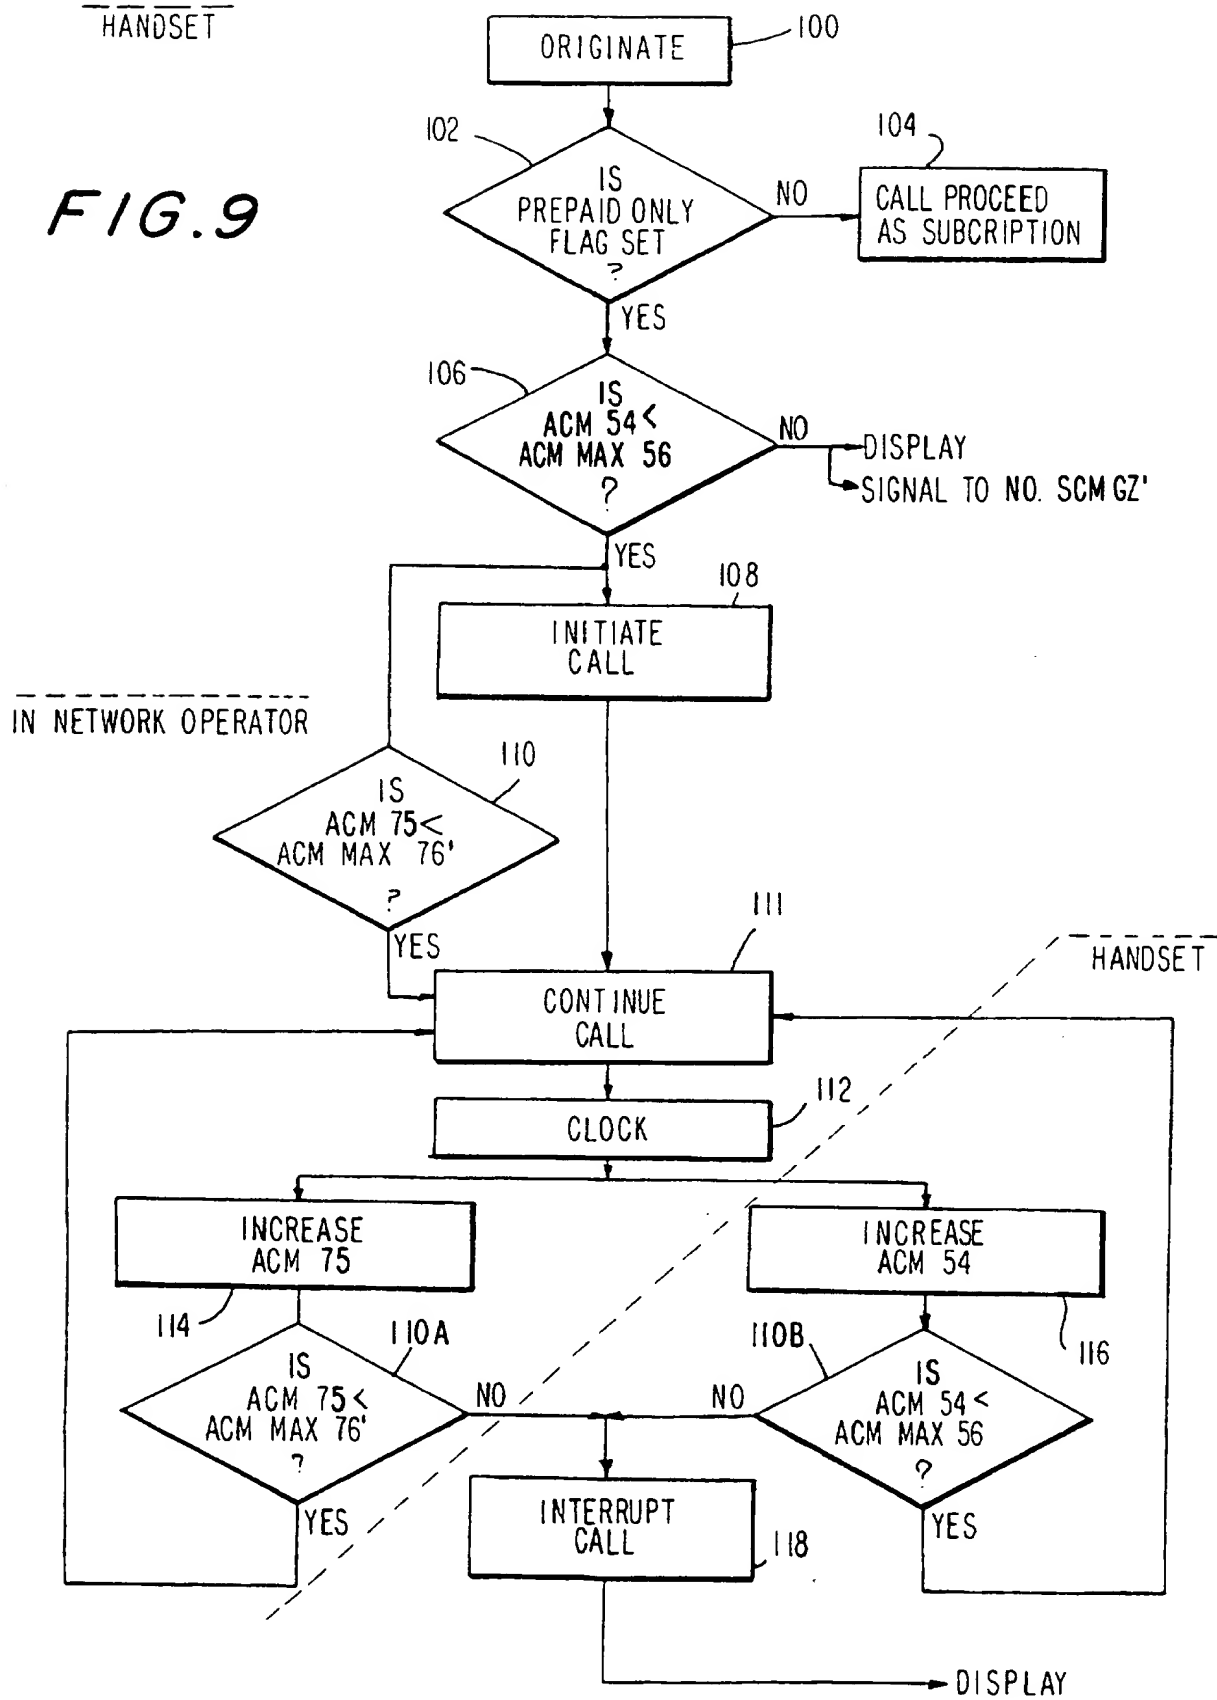 HANDSET
ORIGINATE
100
102
104
FIG.9
IS
PREPAID ONLY
FLAG SET
?
NO
CALL PROCEED
AS SUBCRIPTION
YES
106
IS
ACM 54<
ACM MAX 56
?
NO
DISPLAY
SIGNAL TO NO. SCM GZ'
YES
108
INITIATE
CALL
IN NETWORK OPERATOR
110
IS
ACM 75<
ACM MAX 76'
?
YES
111
HANDSET
CONTINUE
CALL
112
CLOCK
INCREASE
ACM 75
INCREASE
ACM 54
114
110A
110B
116
IS
ACM 75<
ACM MAX 76'
?
NO
NO
IS
ACM 54<
ACM MAX 56
?
YES
INTERRUPT
CALL
118
YES
DISPLAY